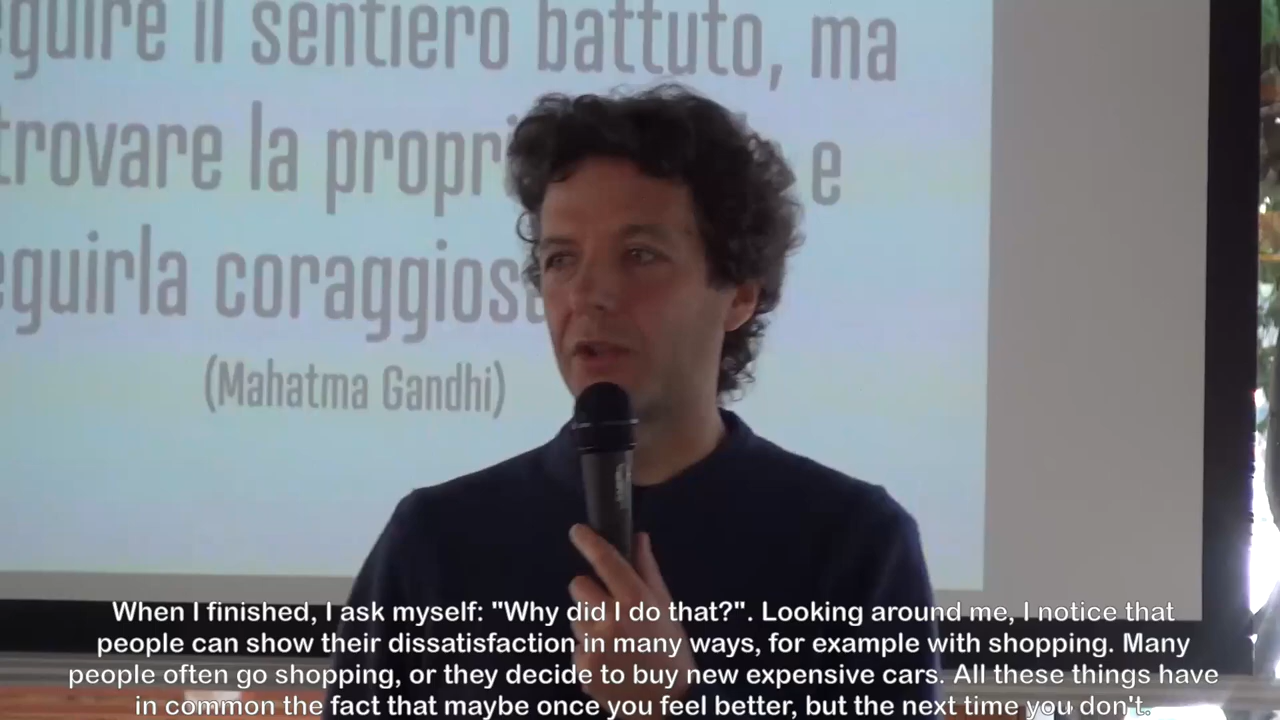 il sentiero battuto, ma
trovare la e
coraggios
(Mahatma Gandhi)
When I finished, I ask myself: "Why did I do that?". Looking around me, I notice that
people can show their dissatisfaction in many ways, for example with shopping. Many
people often go shopping, or they decide to buy new expensive cars. All these things have
in common the fact that maybe once you feel better, but the next time you don't.